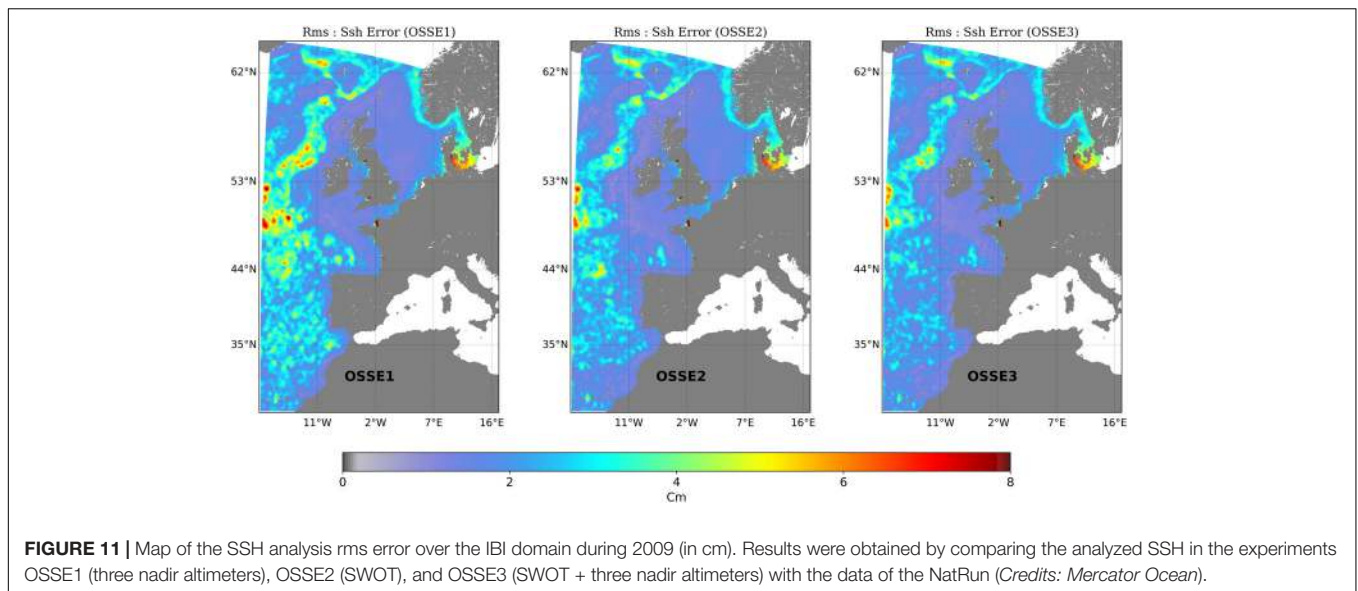 Rms : Ssh Error (OSSE1)
Rms : Ssh Error (OSSE2)
Rms : Ssh Error (OSSE3)
62°N
53°N
44°N
35°N
OSSE1
11°W 2°W 7°E 16°E
62°N
53°N
44°N
35°N
OSSE2
11°W 2°W 7°E 16°E
62°N
53°N
44°N
35°N
OSSE3
11°W 2°W 7°E 16°E
0 2 4 6 8
Cm
FIGURE 11 | Map of the SSH analysis rms error over the IBI domain during 2009 (in cm). Results were obtained by comparing the analyzed SSH in the experiments
OSSE1 (three nadir altimeters), OSSE2 (SWOT), and OSSE3 (SWOT + three nadir altimeters) with the data of the NatRun (Credits: Mercator Ocean).